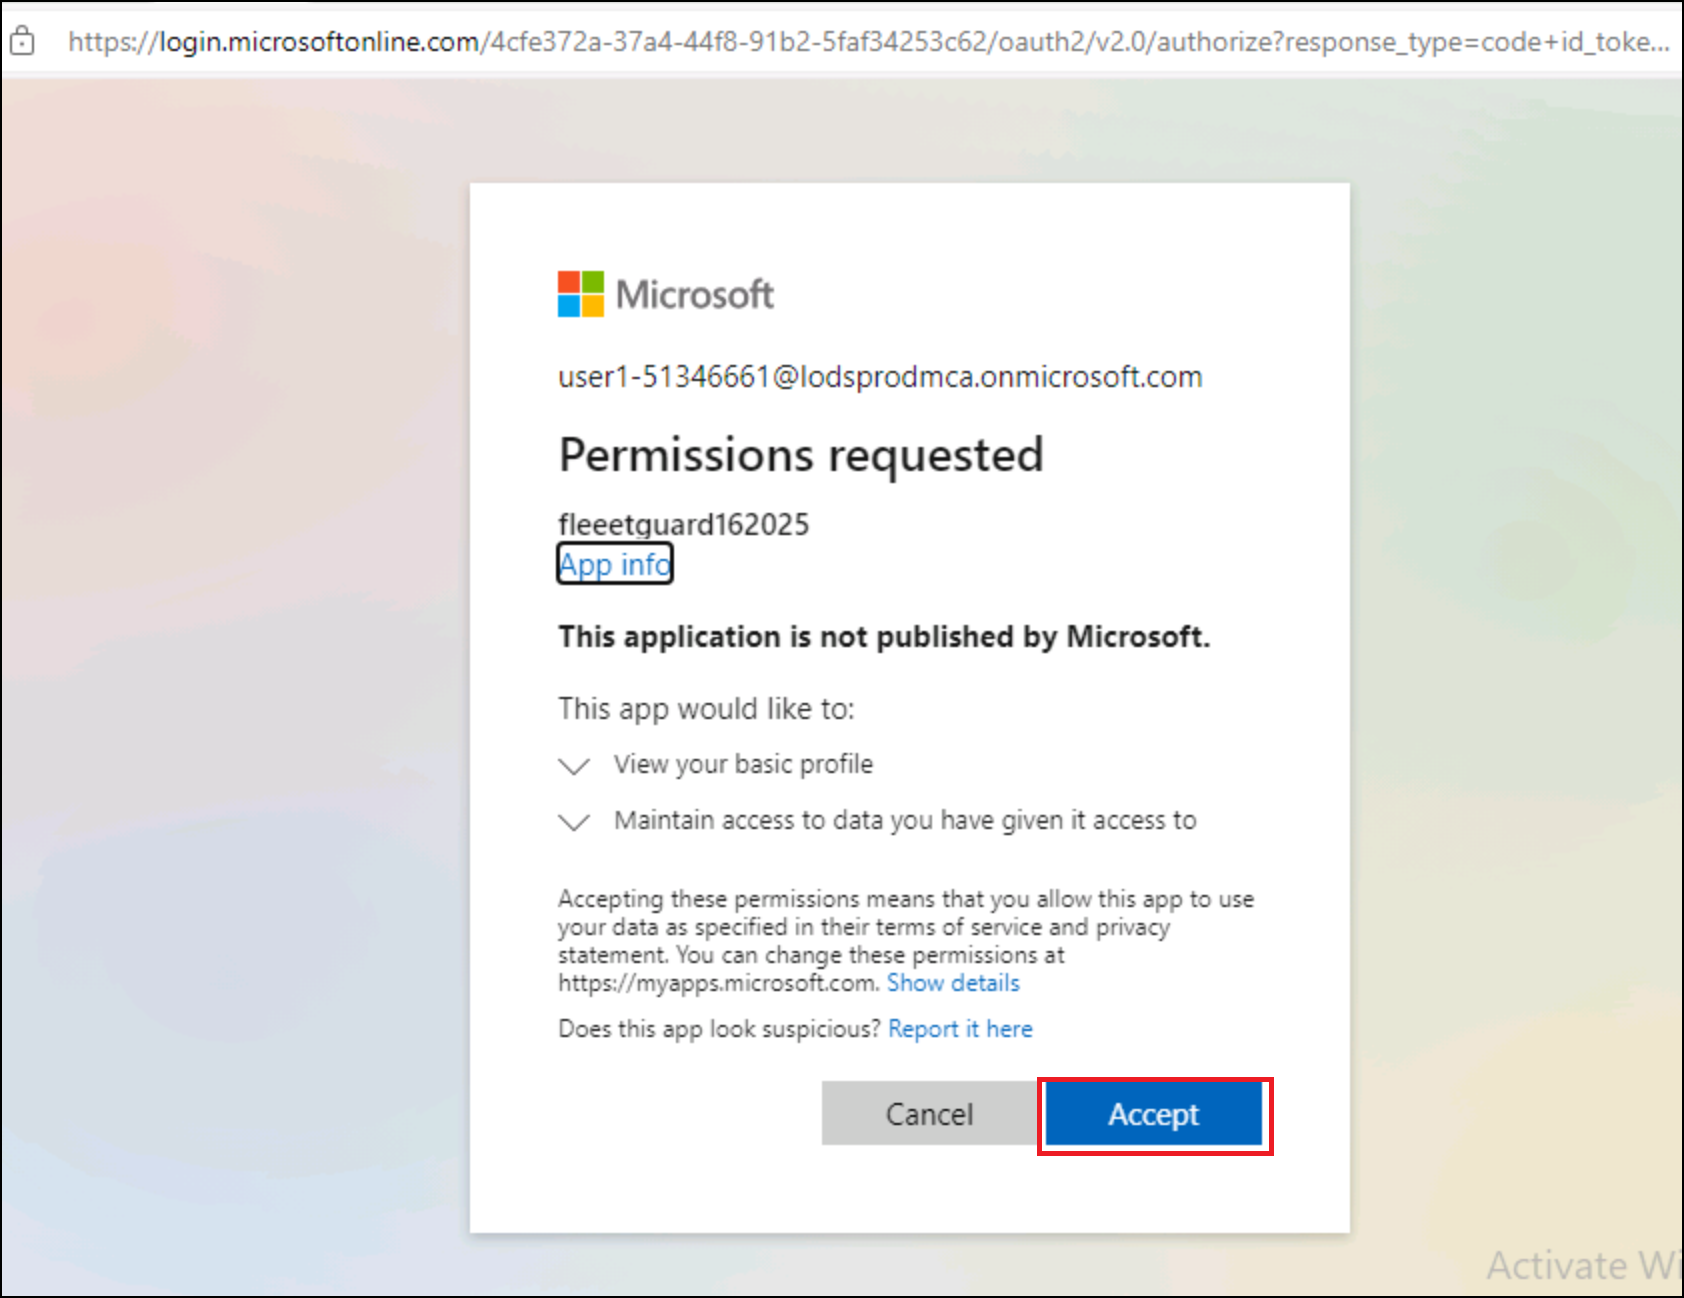 https://login.microsoftonline.com/4cfe372a-37a4-44f8-91b2-5faf34253c62/oauth2/v2.0/authorize?response_type=code+id_toke...
Microsoft
user1-51346661@lodsprodmca.onmicrosoft.com
Permissions requested
fleeetguard162025
App info
This application is not published by Microsoft.
This app would like to:
View your basic profile
Maintain access to data you have given it access to
Accepting these permissions means that you allow this app to use
your data as specified in their terms of service and privacy
statement. You can change these permissions at
https://myapps.microsoft.com. Show details
Does this app look suspicious? Report it here
Cancel
Accept
Activate Wi